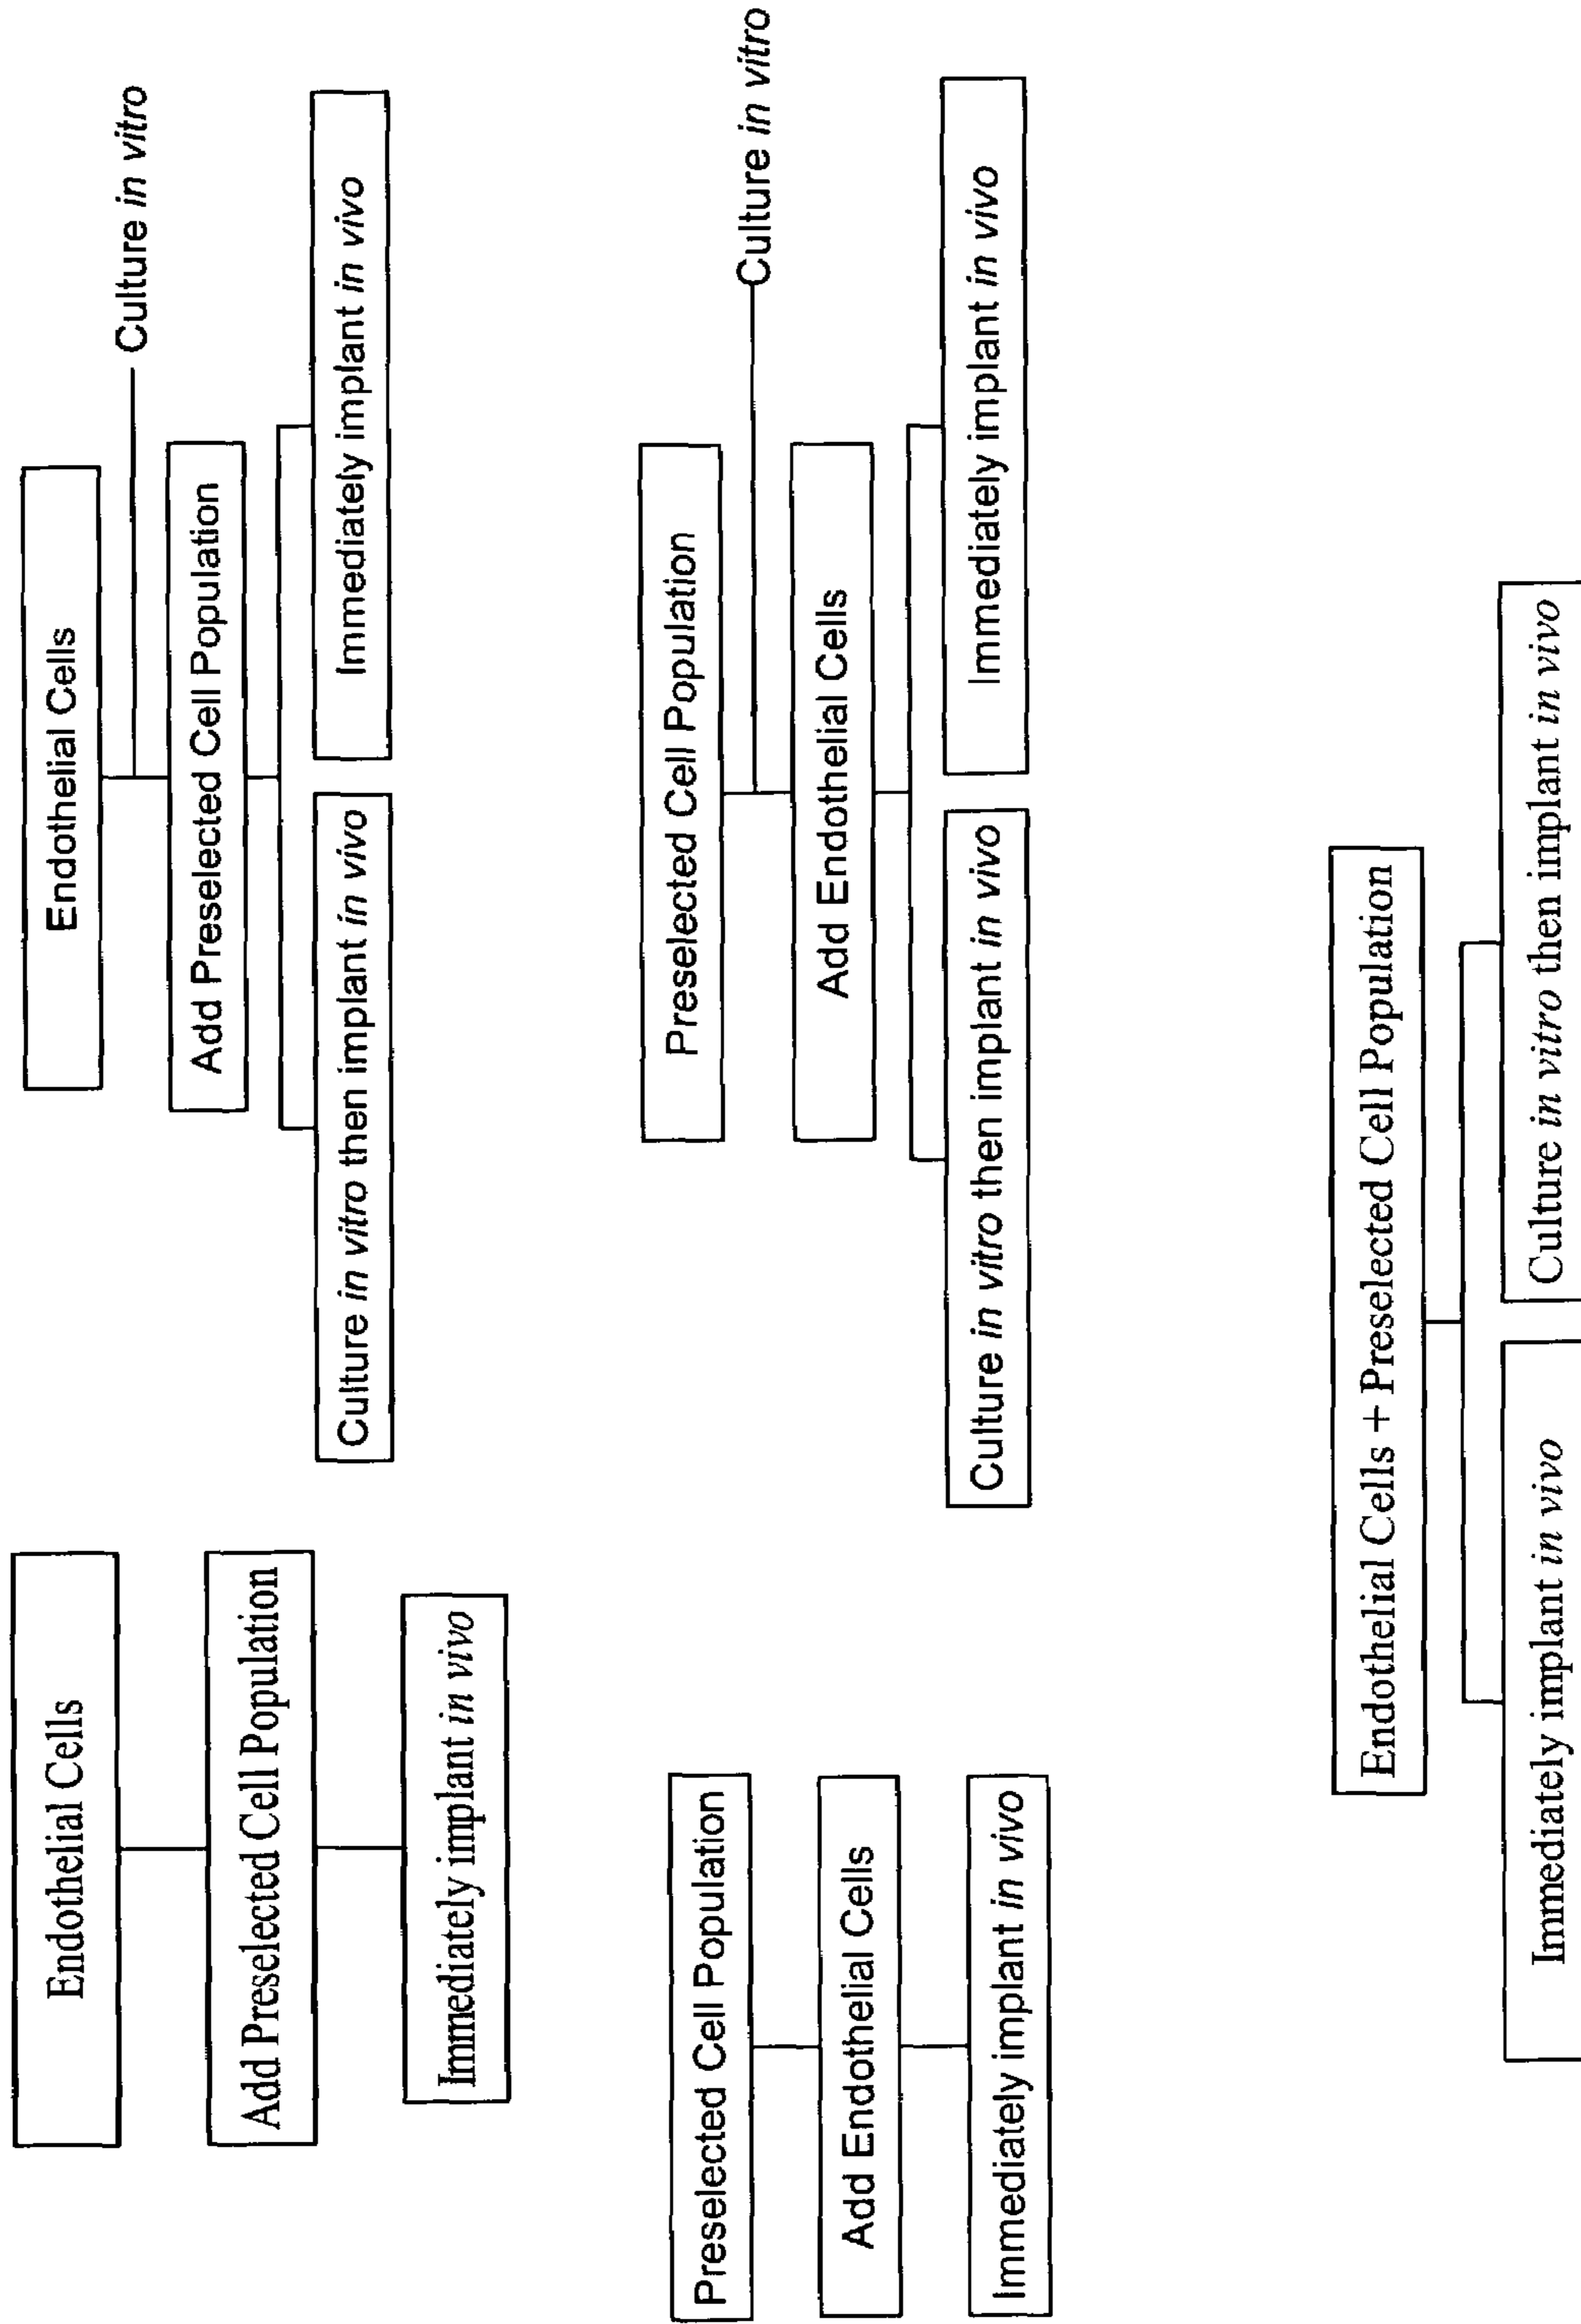 Endothelial Cells
Add Preselected Cell Population
Immediately implant in vivo
Endothelial Cells
Culture in vitro
Add Preselected Cell Population
Culture in vitro then implant in vivo
Immediately implant in vivo
Preselected Cell Population
Add Endothelial Cells
Immediately implant in vivo
Preselected Cell Population
Culture in vitro
Add Endothelial Cells
Culture in vitro then implant in vivo
Immediately implant in vivo
Endothelial Cells + Preselected Cell Population
Immediately implant in vivo
Culture in vitro then implant in vivo